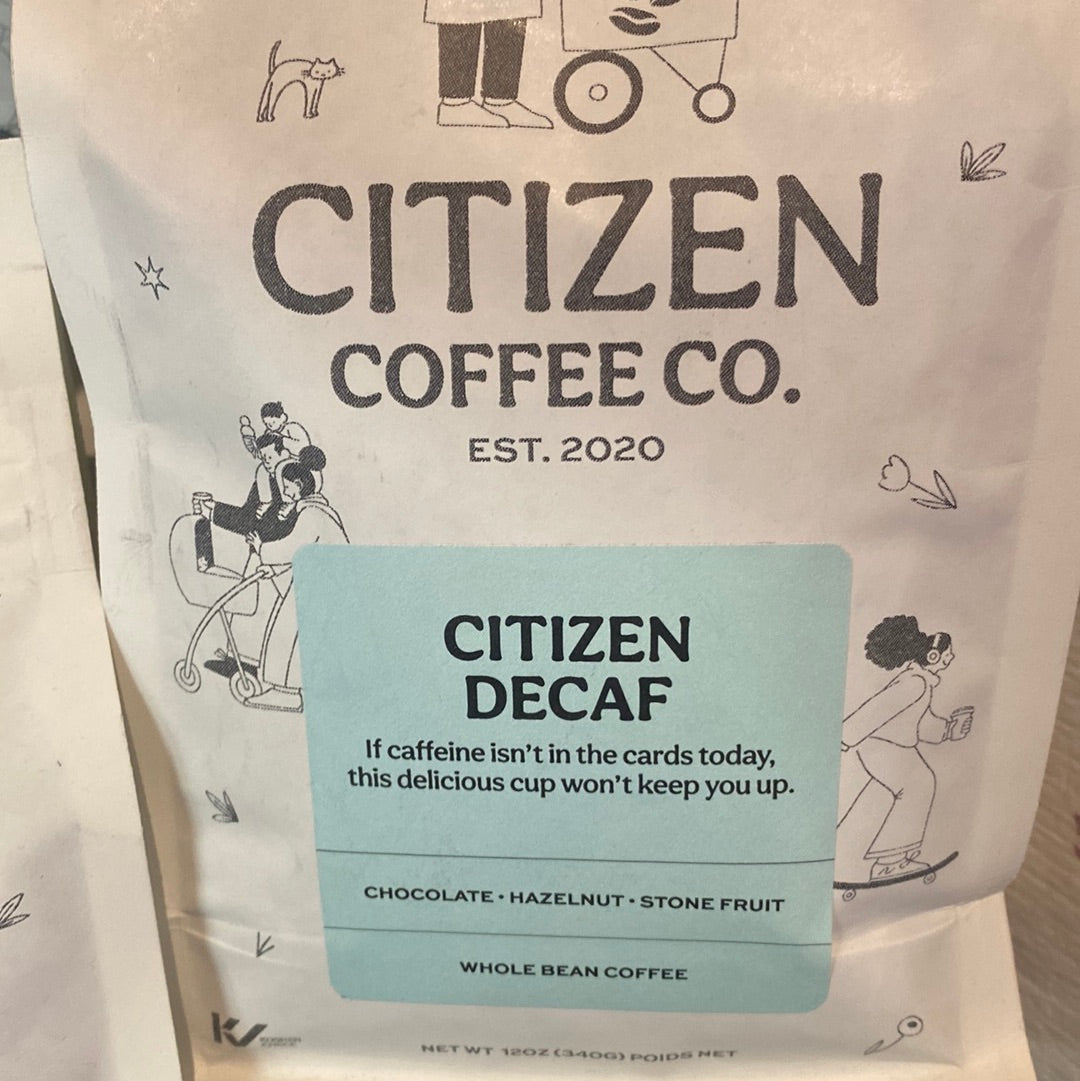 CITIZEN
COFFEE CO.
EST. 2020
CITIZEN
DECAF
If caffeine isn't in the cards today,
this delicious cup won't keep you up.
CHOCOLATE • HAZELNUT • STONE FRUIT
WHOLE BEAN COFFEE
KV
NET WT 12OZ (340G) POIDS NET